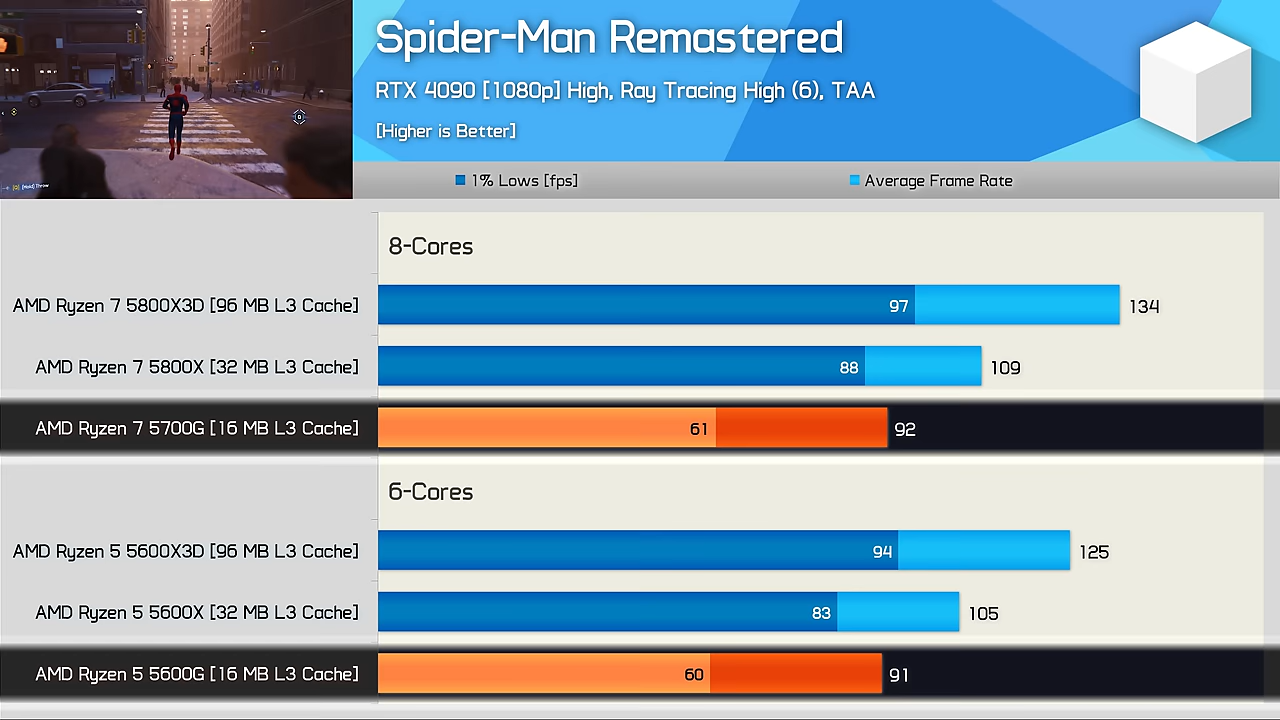 Spider-Man Remastered
RTX 4090 [1080p] High, Ray Tracing High (6), TAA
[Higher is Better]
[Hold] Throw
1% Lows [fps]
Average Frame Rate
8-Cores
AMD Ryzen 7 5800X3D [96 MB L3 Cache] 97 134
AMD Ryzen 7 5800X [32 MB L3 Cache] 88 109
AMD Ryzen 7 5700G [16 MB L3 Cache] 61 92
6-Cores
AMD Ryzen 5 5600X3D [96 MB L3 Cache] 94 125
AMD Ryzen 5 5600X [32 MB L3 Cache] 83 105
AMD Ryzen 5 5600G [16 MB L3 Cache] 60 91